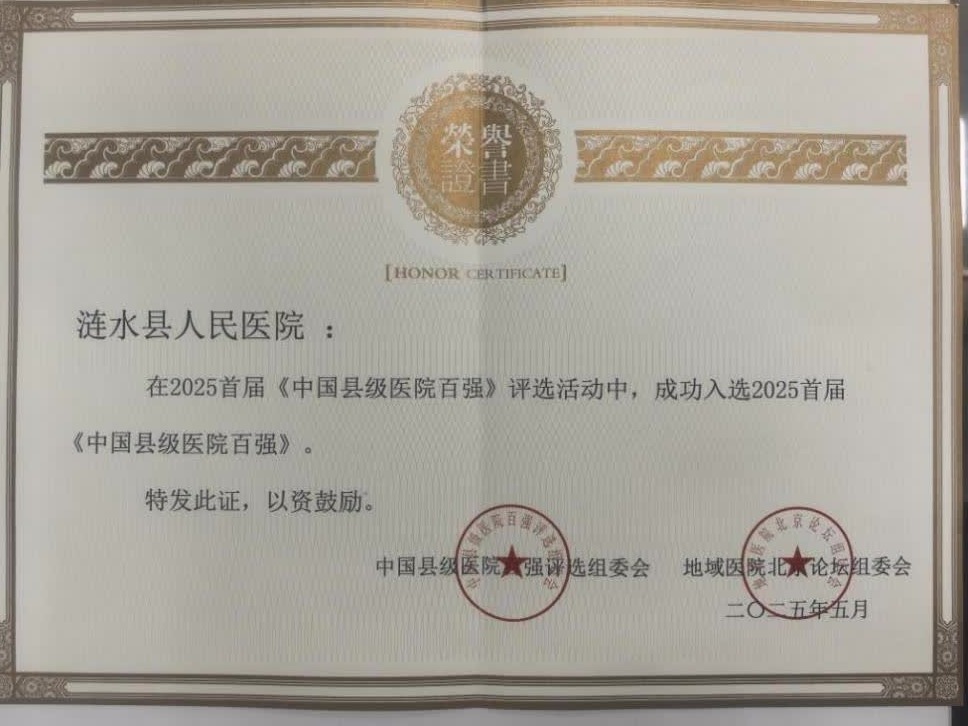 榮譽
證書
[HONOR CERTIFICATE]
涟水县人民医院 ：
在2025首届《中国县级医院百强》评选活动中，成功入选2025首届
《中国县级医院百强》。
特发此证，以资鼓励。
中国县级医院百强评选组委会 地域医院北京论坛组委会
二〇二五年五月